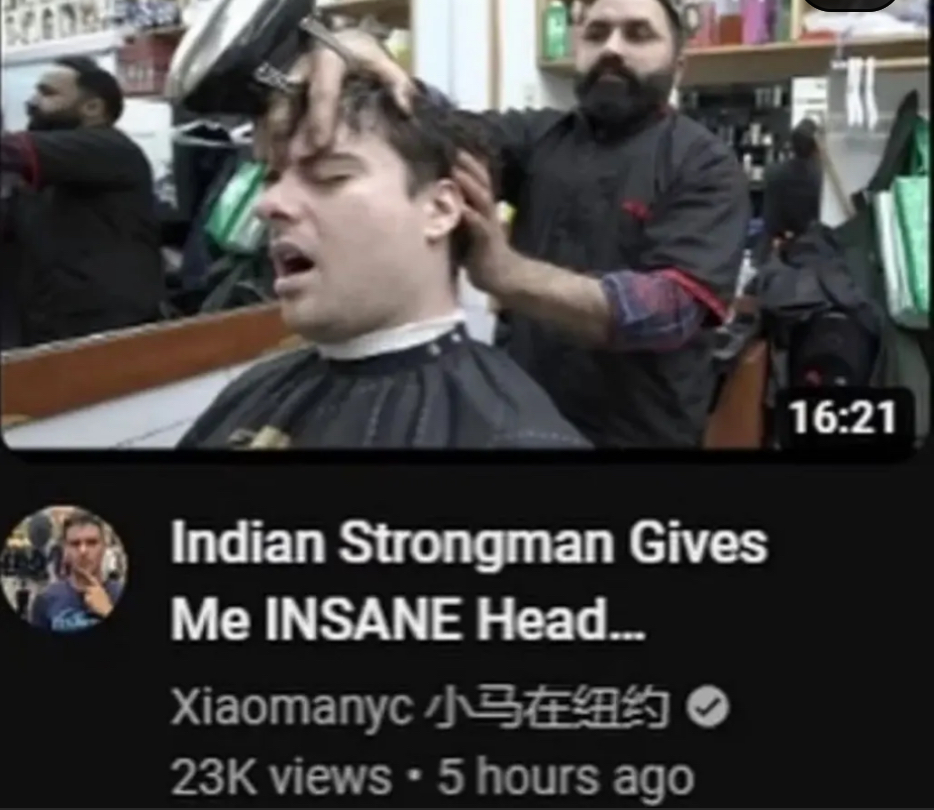 16:21
Indian Strongman Gives
Me INSANE Head...
Xiaomanyc 小马在纽约
23K views • 5 hours ago